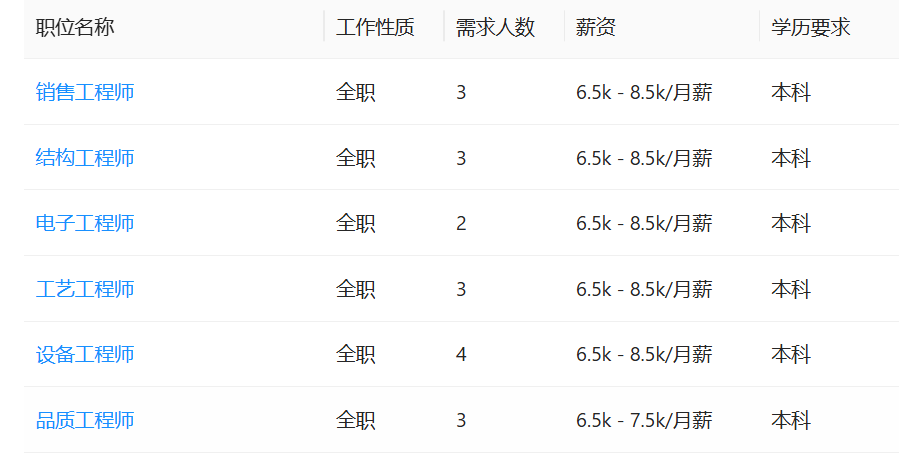 职位名称 工作性质 需求人数 薪资 学历要求
销售工程师 全职 3 6.5k - 8.5k/月薪 本科
结构工程师 全职 3 6.5k - 8.5k/月薪 本科
电子工程师 全职 2 6.5k - 8.5k/月薪 本科
工艺工程师 全职 3 6.5k - 8.5k/月薪 本科
设备工程师 全职 4 6.5k - 8.5k/月薪 本科
品质工程师 全职 3 6.5k - 7.5k/月薪 本科